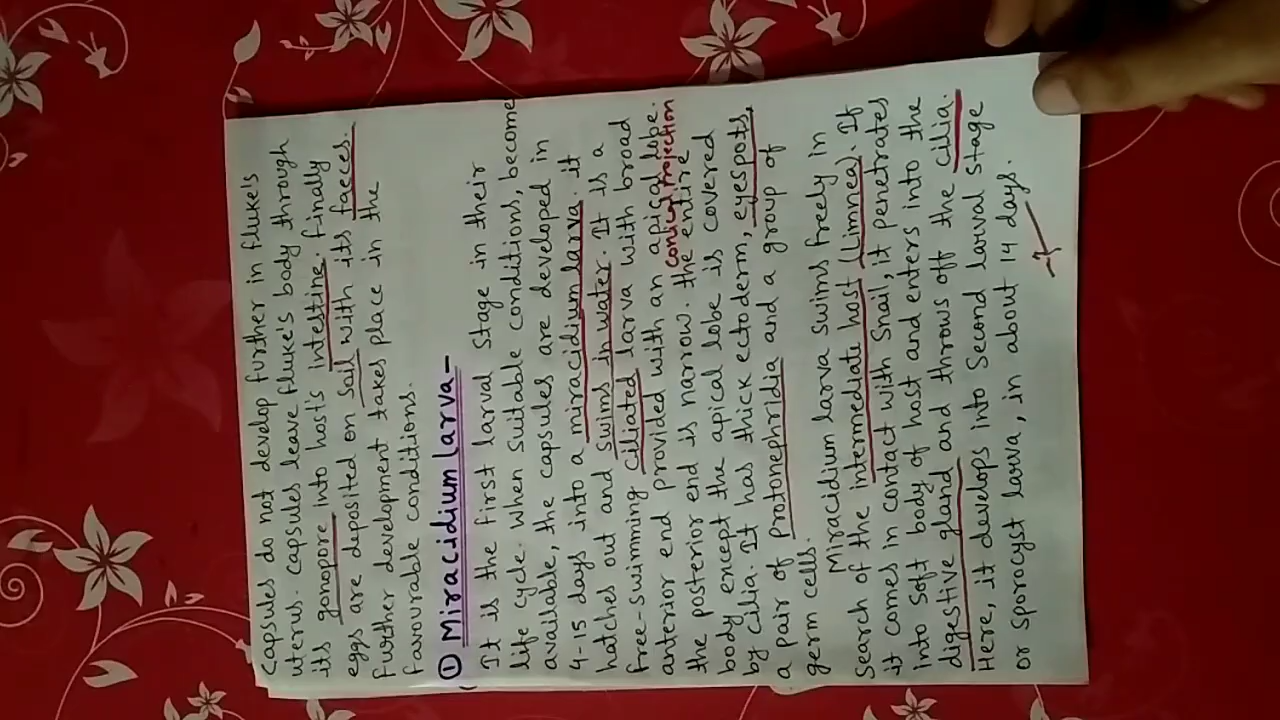 capsules do not develop further in fluke's
uterus. capsules leave fluke's body through
its gonopore into host's intestine. finally
eggs are deposited on soil with its faeces.
Further development takes place in the
favourable conditions.
① Miracidium larva-
It is the first larval stage in their
life cycle. when suitable conditions, become
available, the capsules are developed in
4-15 days into a miracidium larva. it
hatches out and swims in water. It is a
free-swimming ciliated larva with broad
anterior end provided with an apical lobe.
conical projection
the posterior end is narrow. the entire
body except the apical lobe is covered
by cilia. It has thick ectoderm, eyespots,
a pair of protonephridia and a group of
germ cells.
Miracidium larva swims freely in
search of the intermediate host (limnea). If
it comes in contact with snail, it penetrates
into soft body of host and enters into the
digestive gland and throws off the cilia.
Here, it develops into second larval stage
or sporocyst larva, in about 14 days.